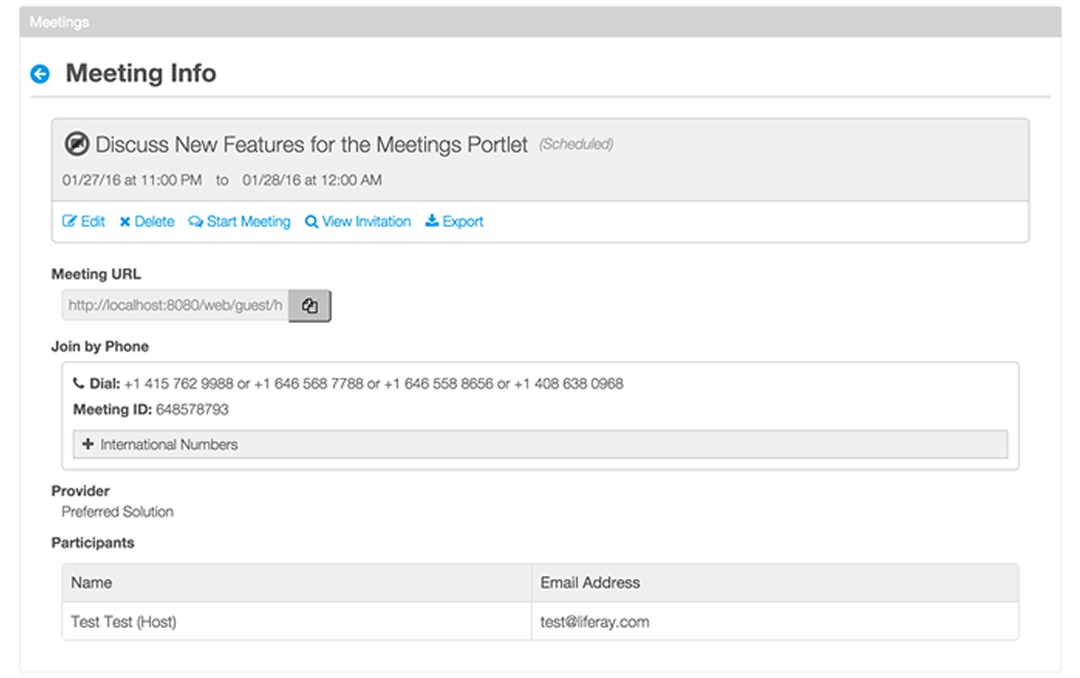 Meetings
Meeting Info
Discuss New Features for the Meetings Portlet (Scheduled)
01/27/16 at 11:00 PM to 01/28/16 at 12:00 AM
Edit Delete Start Meeting View Invitation Export
Meeting URL
http://localhost:8080/web/guest/h
Join by Phone
Dial: +1 415 762 9988 or +1 646 568 7788 or +1 646 558 8656 or +1 408 638 0968
Meeting ID: 648578793
+ International Numbers
Provider
Preferred Solution
Participants
Name Email Address
Test Test (Host) test@liferay.com